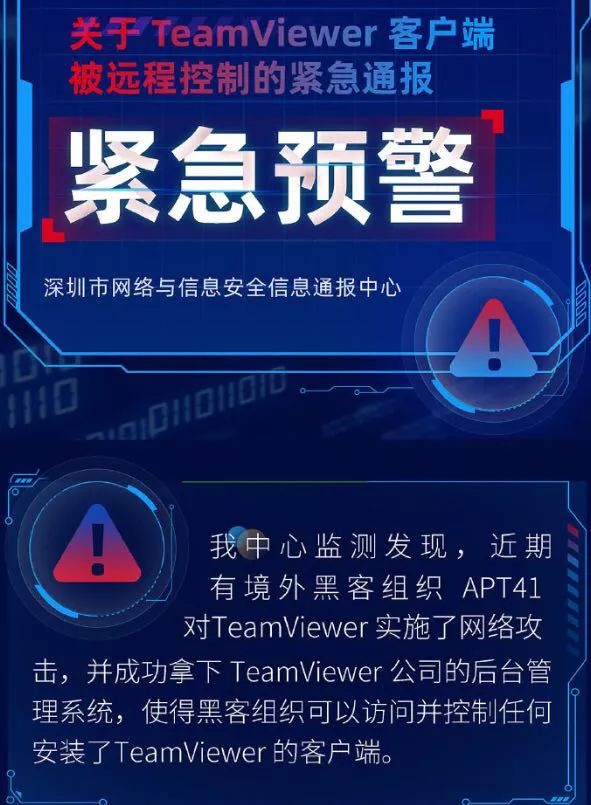 关于 TeamViewer 客户端
被远程控制的紧急通报
紧急预警
深圳市网络与信息安全信息通报中心
1010
1110
01011011010
我中心监测发现，近期
有境外黑客组织 APT41
对TeamViewer 实施了网络攻
击，并成功拿下 TeamViewer 公司的后台管
理系统，使得黑客组织可以访问并控制任何
安装了TeamViewer 的客户端。